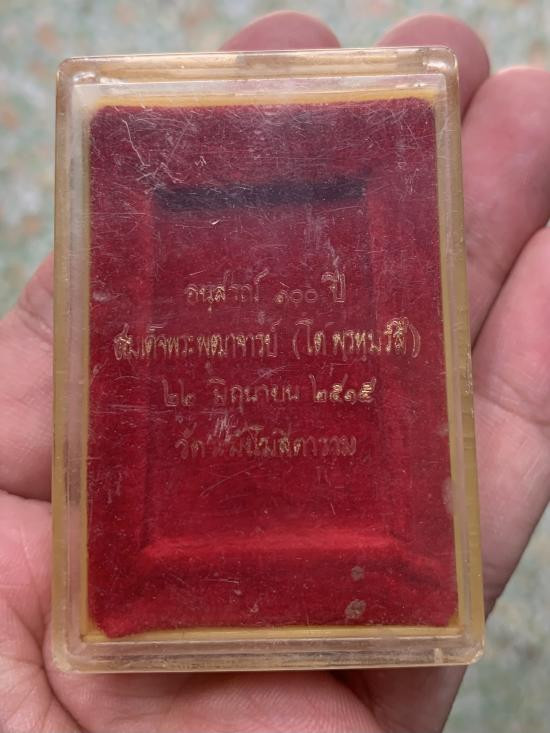 อนุสรณ์ ๑๐๐ ปี
สมเด็จพระพุฒาจารย์ (โต พฺรหฺมรํสี)
๒๒ มิถุนายน ๒๕๑๕
วัดระฆังโฆสิตาราม